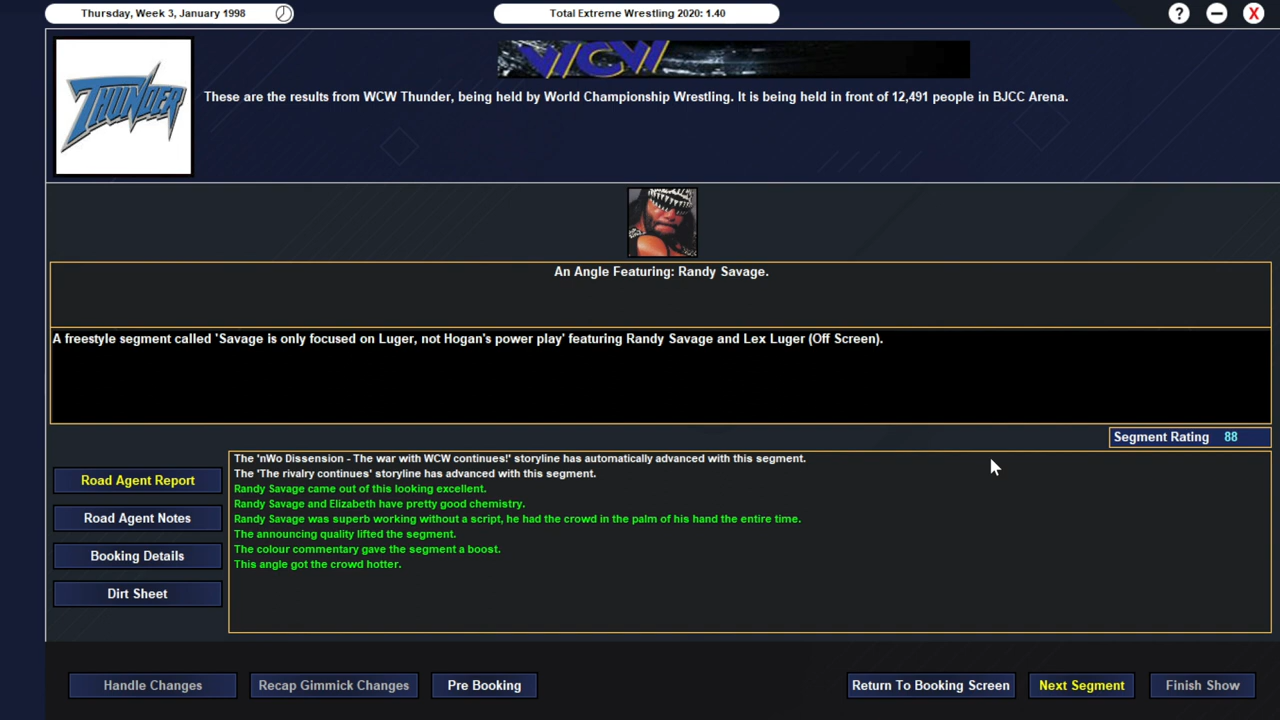 Thursday, Week 3, January 1998
Total Extreme Wrestling 2020: 1.40
?
X
THUNDER
WCW
These are the results from WCW Thunder, being held by World Championship Wrestling. It is being held in front of 12,491 people in BJCC Arena.
An Angle Featuring: Randy Savage.
A freestyle segment called 'Savage is only focused on Luger, not Hogan's power play' featuring Randy Savage and Lex Luger (Off Screen).
Segment Rating 88
The 'nWo Dissension - The war with WCW continues!' storyline has automatically advanced with this segment.
The 'The rivalry continues' storyline has advanced with this segment.
Randy Savage came out of this looking excellent.
Randy Savage and Elizabeth have pretty good chemistry.
Randy Savage was superb working without a script, he had the crowd in the palm of his hand the entire time.
The announcing quality lifted the segment.
The colour commentary gave the segment a boost.
This angle got the crowd hotter.
Road Agent Report
Road Agent Notes
Booking Details
Dirt Sheet
Handle Changes
Recap Gimmick Changes
Pre Booking
Return To Booking Screen
Next Segment
Finish Show